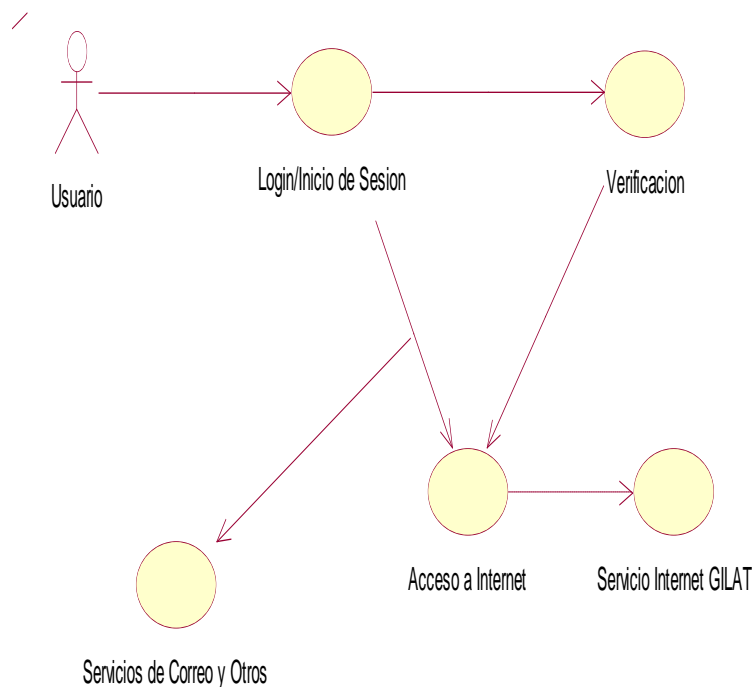 Usuario
Login/Inicio de Sesion
Verificacion
Acceso a Internet
Servicio Internet GILAT
Servicios de Correo y Otros